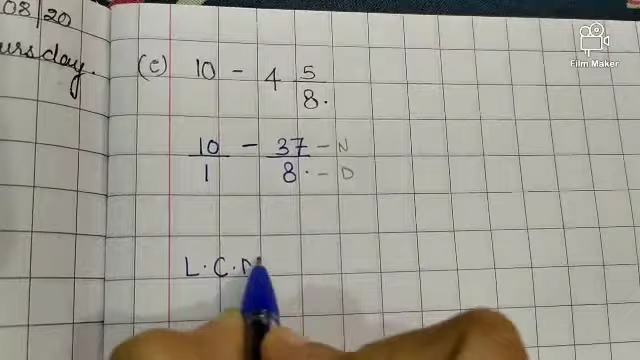 08|20
ursday.
(c) 10 - 4 5/8.
10/1 - 37/8. - N - D
L.C.
Film Maker